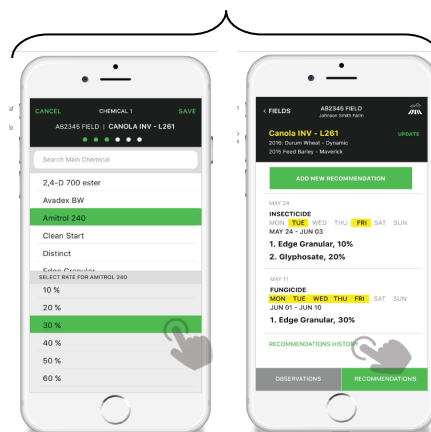 CANCEL CHEMICAL 1 SAVE
AB2345 FIELD | CANOLA INV - L261
Search Main Chemical
2,4-D 700 ester
Avadex BW
Amitrol 240
Clean Start
Distinct
Edge Granular
SELECT RATE FOR AMITROL 240
10 %
20 %
30 %
40 %
50 %
60 %
< FIELDS AB2345 FIELD
Johnson Smith Farm
Canola INV - L261 UPDATE
2016: Durum Wheat - Dynamic
2015 Feed Barley - Maverick
ADD NEW RECOMMENDATION
MAY 24
INSECTICIDE
MON TUE WED THU FRI SAT SUN
MAY 24 - JUN 03
1. Edge Granular, 10%
2. Glyphosate, 20%
MAY 11
FUNGICIDE
MON TUE WED THU FRI SAT SUN
JUN 01 - JUN 10
1. Edge Granular, 30%
RECOMMENDATIONS HISTORY
OBSERVATIONS RECOMMENDATIONS